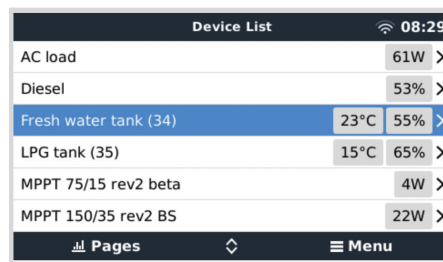 Device List 08:29
AC load 61W
Diesel 53%
Fresh water tank (34) 23°C 55%
LPG tank (35) 15°C 65%
MPPT 75/15 rev2 beta 4W
MPPT 150/35 rev2 BS 22W
Pages Menu